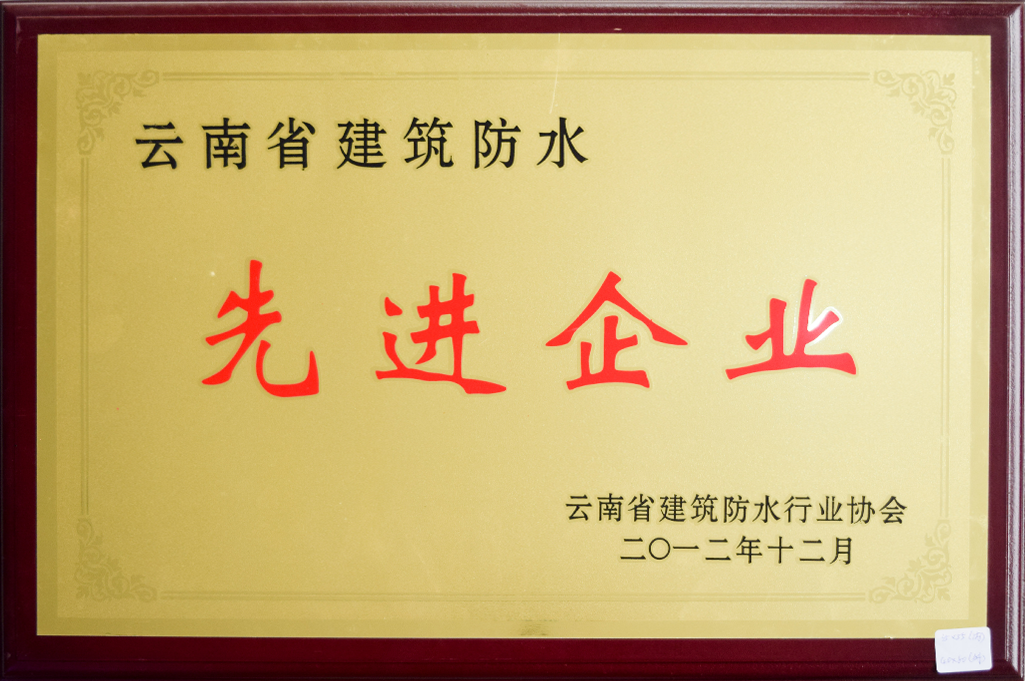 云南省建筑防水
先进企业
云南省建筑防水行业协会
二〇一二年十二月